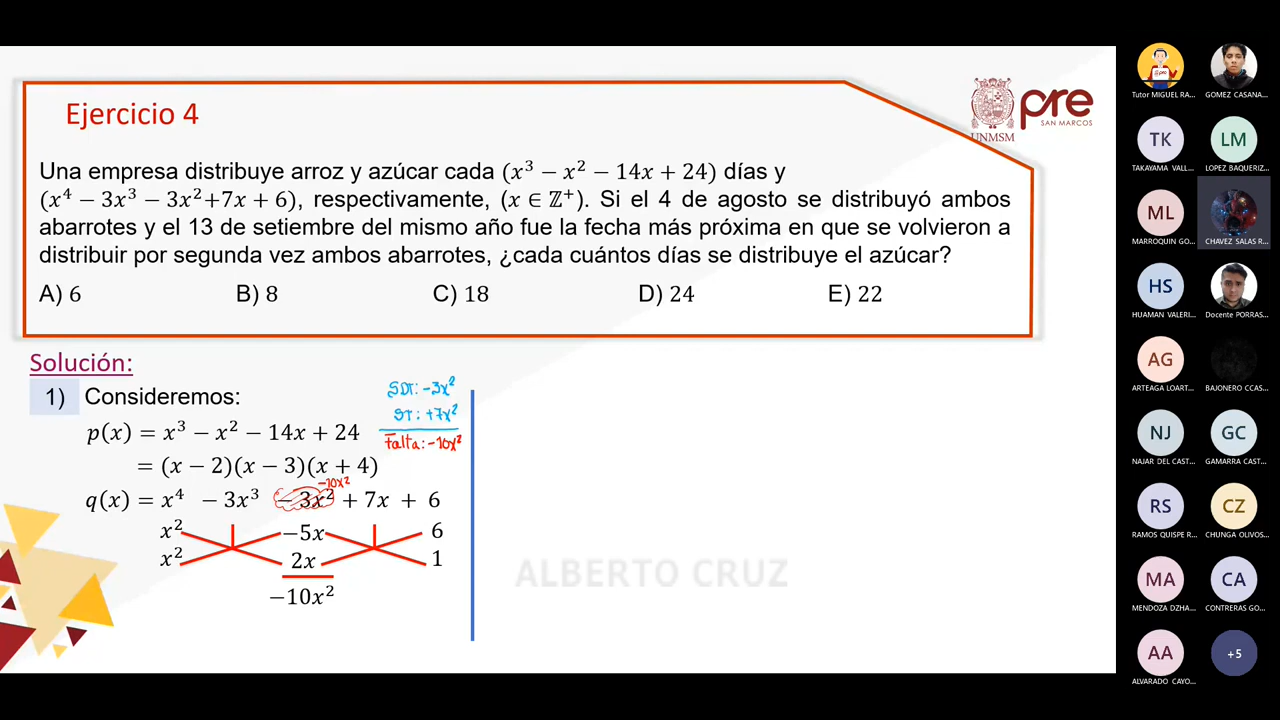 Ejercicio 4
UNMSM
pre
SAN MARCOS
Una empresa distribuye arroz y azúcar cada (x³ − x² − 14x + 24) días y
(x⁴ − 3x³ − 3x²+7x + 6), respectivamente, (x ∈ ℤ⁺). Si el 4 de agosto se distribuyó ambos
abarrotes y el 13 de setiembre del mismo año fue la fecha más próxima en que se volvieron a
distribuir por segunda vez ambos abarrotes, ¿cada cuántos días se distribuye el azúcar?
A) 6 B) 8 C) 18 D) 24 E) 22
Solución:
1) Consideremos:
SDT: −3x²
ST: +7x²
Falta: −10x²
p(x) = x³ − x² − 14x + 24
= (x − 2)(x − 3)(x + 4)
−10x²
q(x) = x⁴ − 3x³ − 3x² + 7x + 6
x² −5x 6
x² 2x 1
−10x²
ALBERTO CRUZ
Tutor MIGUEL RA...
GOMEZ CASANA...
TK
LM
TAKAYAMA VALL...
LOPEZ BAQUERIZ...
ML
MARROQUIN GO...
CHAVEZ SALAS R...
HS
HUAMAN VALERI...
Docente PORRAS...
AG
ARTEAGA LOART...
BAJONERO CCAS...
NJ
GC
NAJAR DEL CAST...
GAMARRA CAST...
RS
CZ
RAMOS QUISPE R...
CHUNGA OLIVOS...
MA
CA
MENDOZA DZHA...
CONTRERAS GO...
AA
+5
ALVARADO CAYO...